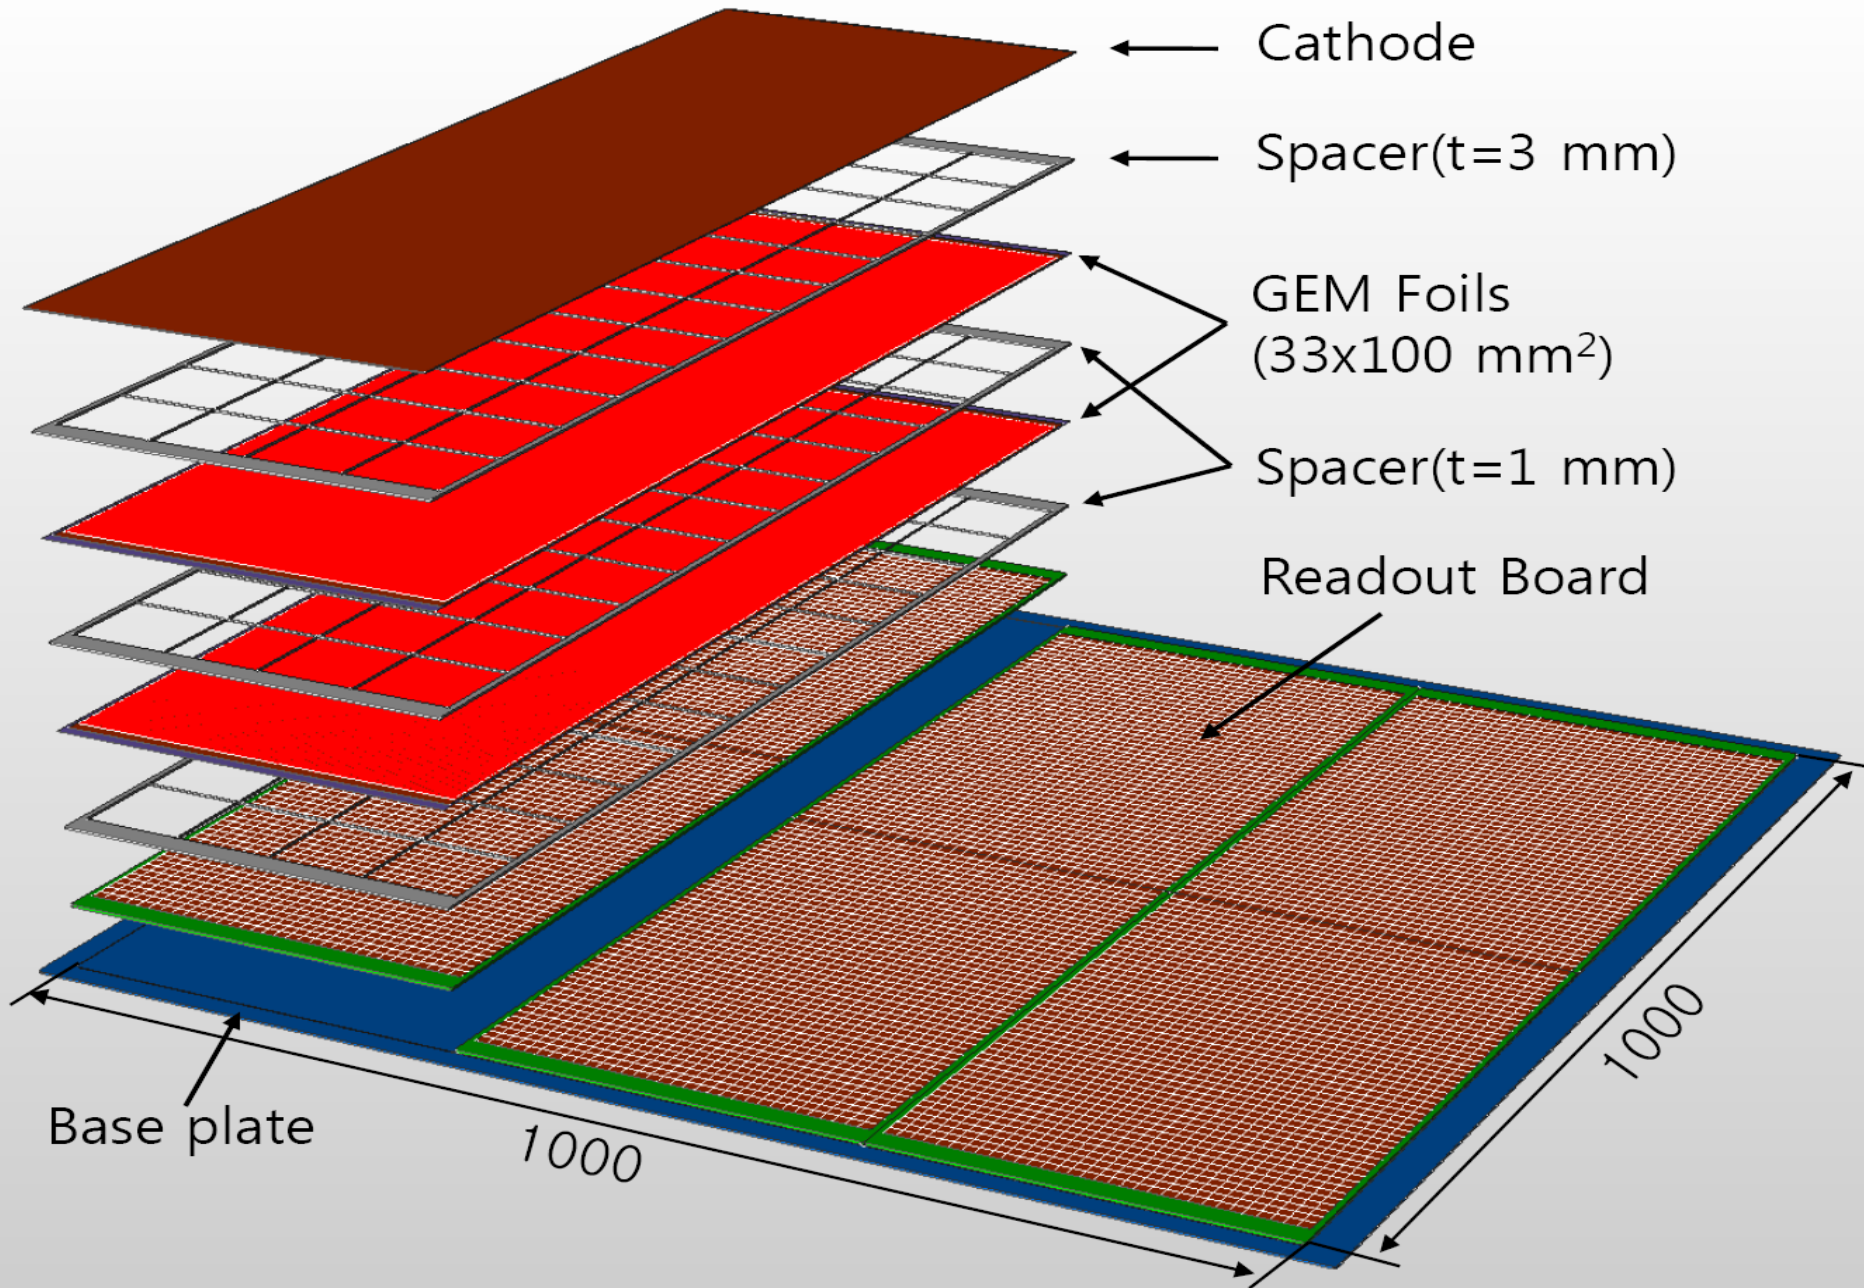 Cathode
Spacer(t=3 mm)
GEM Foils
(33x100 mm²)
Spacer(t=1 mm)
Readout Board
1000
Base plate
1000